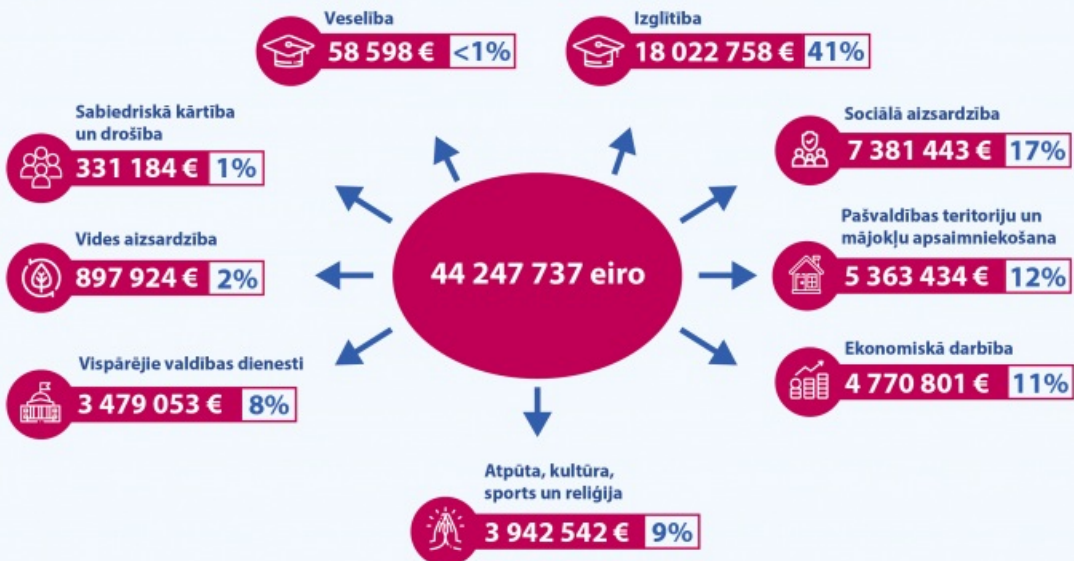 Veselība
58 598 € <1%
Izglītība
18 022 758 € 41%
Sabiedriskā kārtība
un drošība
331 184 € 1%
Sociālā aizsardzība
7 381 443 € 17%
Vides aizsardzība
897 924 € 2%
44 247 737 eiro
Pašvaldības teritoriju un
mājokļu apsaimniekošana
5 363 434 € 12%
Vispārējie valdības dienesti
3 479 053 € 8%
Ekonomiskā darbība
4 770 801 € 11%
Atpūta, kultūra,
sports un reliģija
3 942 542 € 9%